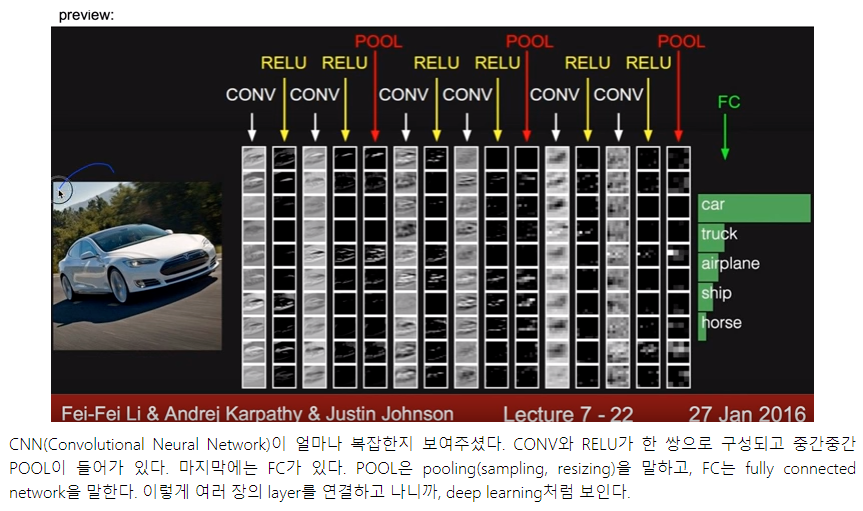 preview:
POOL POOL POOL
RELU RELU RELU RELU RELU RELU
CONV CONV CONV CONV CONV CONV
FC
car
truck
airplane
ship
horse
Fei-Fei Li & Andrej Karpathy & Justin Johnson Lecture 7 - 22 27 Jan 2016
CNN(Convolutional Neural Network)이 얼마나 복잡한지 보여주셨다. CONV와 RELU가 한 쌍으로 구성되고 중간중간
POOL이 들어가 있다. 마지막에는 FC가 있다. POOL은 pooling(sampling, resizing)을 말하고, FC는 fully connected
network을 말한다. 이렇게 여러 장의 layer를 연결하고 나니까, deep learning처럼 보인다.